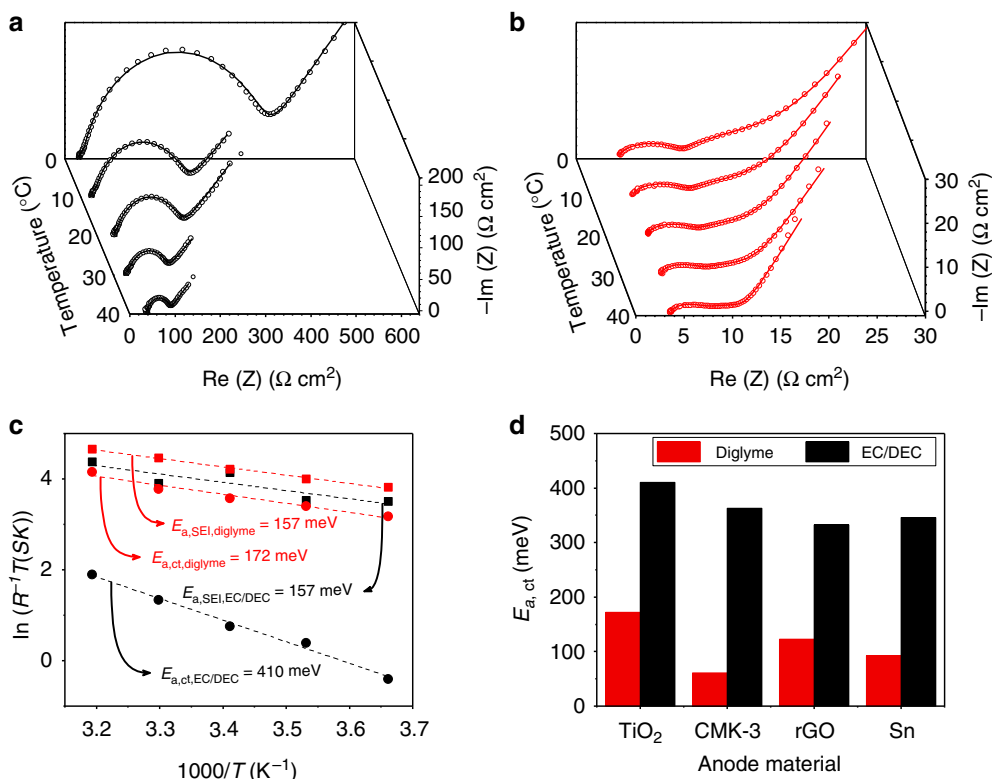 a
0
10
20
30
40
Temperature (°C)
0 100 200 300 400 500 600
Re (Z) (Ω cm²)
200
150
100
50
0
–Im (Z) (Ω cm²)
b
0
10
20
30
40
Temperature (°C)
0 5 10 15 20 25 30
Re (Z) (Ω cm²)
30
20
10
0
–Im (Z) (Ω cm²)
c
ln (R⁻¹T(SK))
4
2
0
Eₐ,SEI,diglyme = 157 meV
Eₐ,ct,diglyme = 172 meV
Eₐ,SEI,EC/DEC = 157 meV
Eₐ,ct,EC/DEC = 410 meV
3.2 3.3 3.4 3.5 3.6 3.7
1000/T (K⁻¹)
d
Diglyme EC/DEC
Eₐ, ct (meV)
500
400
300
200
100
0
TiO₂ CMK-3 rGO Sn
Anode material